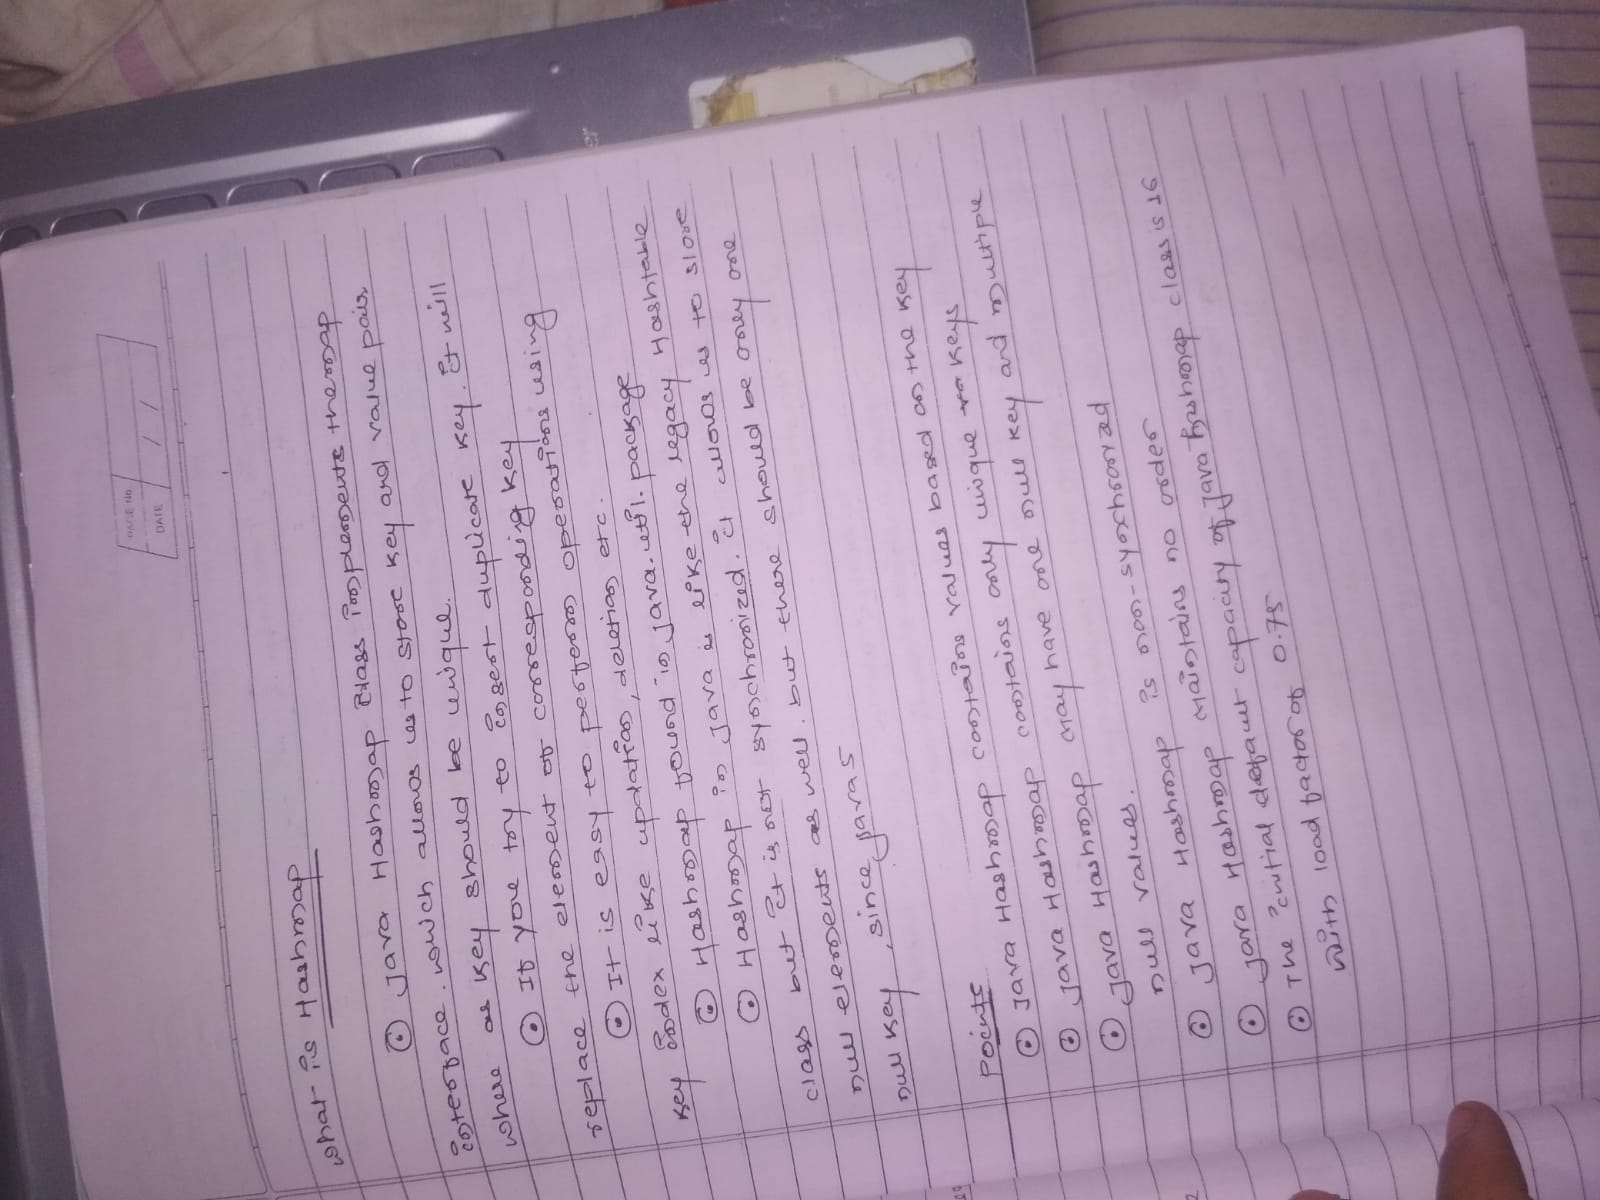 PAGE No.
DATE / /
what is Hashmap
⊙ Java Hashmap class implements the map
interface. which allows us to store key and value pair
where as key should be unique.
⊙ If you try to insert duplicate key. It will
replace the element of corresponding key
⊙ It is easy to perform operations using
key index like updation, deletion etc.
⊙ Hashmap found in java.util.package
⊙ Hashmap in java is like the legacy Hashtable
class but it is not synchronized. it allows us to store
null elements as well. but there should be only one
null key, since java 5
Points
⊙ Java Hashmap contains values based on the key
⊙ Java Hashmap contains only unique keys
⊙ Java Hashmap may have one null key and multiple
null values.
⊙ Java Hashmap is non-synchronized
⊙ Java Hashmap maintains no order
⊙ The initial default capacity of Java hashmap class is 16
with load factor of 0.75